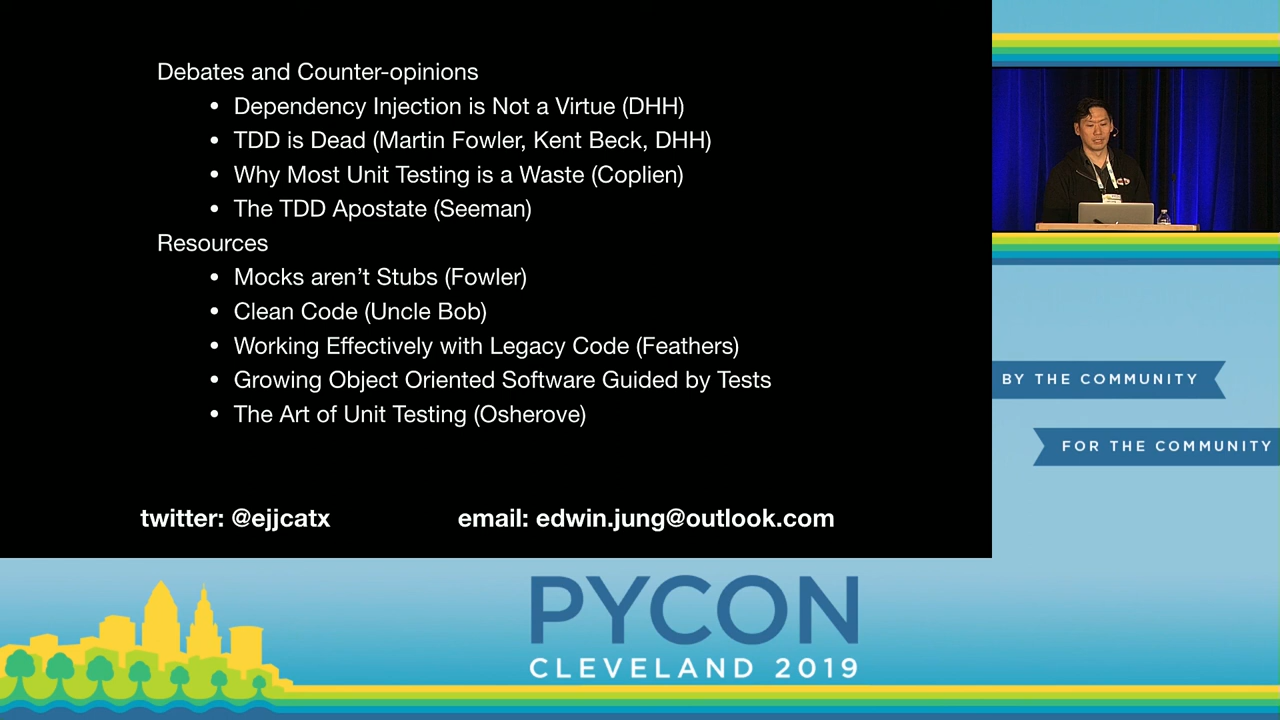 Debates and Counter-opinions
• Dependency Injection is Not a Virtue (DHH)
• TDD is Dead (Martin Fowler, Kent Beck, DHH)
• Why Most Unit Testing is a Waste (Coplien)
• The TDD Apostate (Seeman)
Resources
• Mocks aren’t Stubs (Fowler)
• Clean Code (Uncle Bob)
• Working Effectively with Legacy Code (Feathers)
• Growing Object Oriented Software Guided by Tests
• The Art of Unit Testing (Osherove)
twitter: @ejjcatx
email: edwin.jung@outlook.com
BY THE COMMUNITY
FOR THE COMMUNITY
PYCON
CLEVELAND 2019